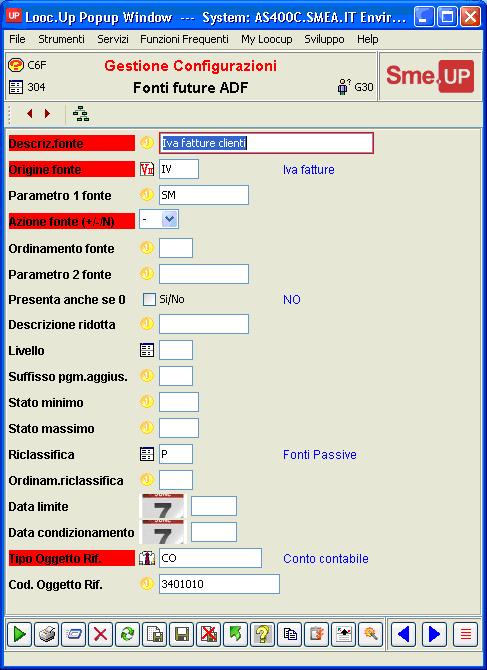 UP Looc.Up Popup Window --- System: AS400C.SMEA.IT Envir...
File Strumenti Servizi Funzioni Frequenti My Loocup Sviluppo Help
C6F Gestione Configurazioni
304 Fonti future ADF G30
Sme.UP
Descriz.fonte Iva fatture clienti
Origine fonte IV Iva fatture
Parametro 1 fonte SM
Azione fonte (+/-/N) -
Ordinamento fonte
Parametro 2 fonte
Presenta anche se 0 Si/No NO
Descrizione ridotta
Livello
Suffisso pgm.aggius.
Stato minimo
Stato massimo
Riclassifica P Fonti Passive
Ordinam.riclassifica
Data limite 7
Data condizionamento 7
Tipo Oggetto Rif. CO Conto contabile
Cod. Oggetto Rif. 3401010